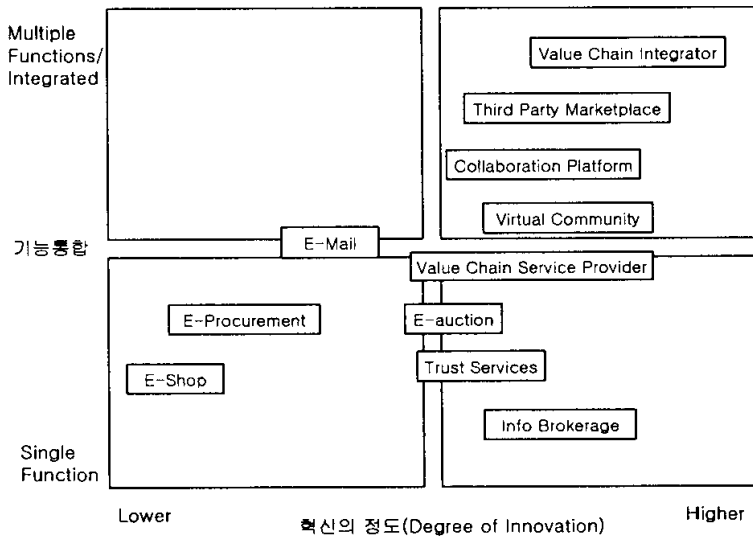 Multiple
Functions/
Integrated
Value Chain Integrator
Third Party Marketplace
Collaboration Platform
Virtual Community
기능통합
E-Mail
Value Chain Service Provider
E-Procurement
E-auction
E-Shop
Trust Services
Info Brokerage
Single
Function
Lower
혁신의 정도(Degree of Innovation)
Higher